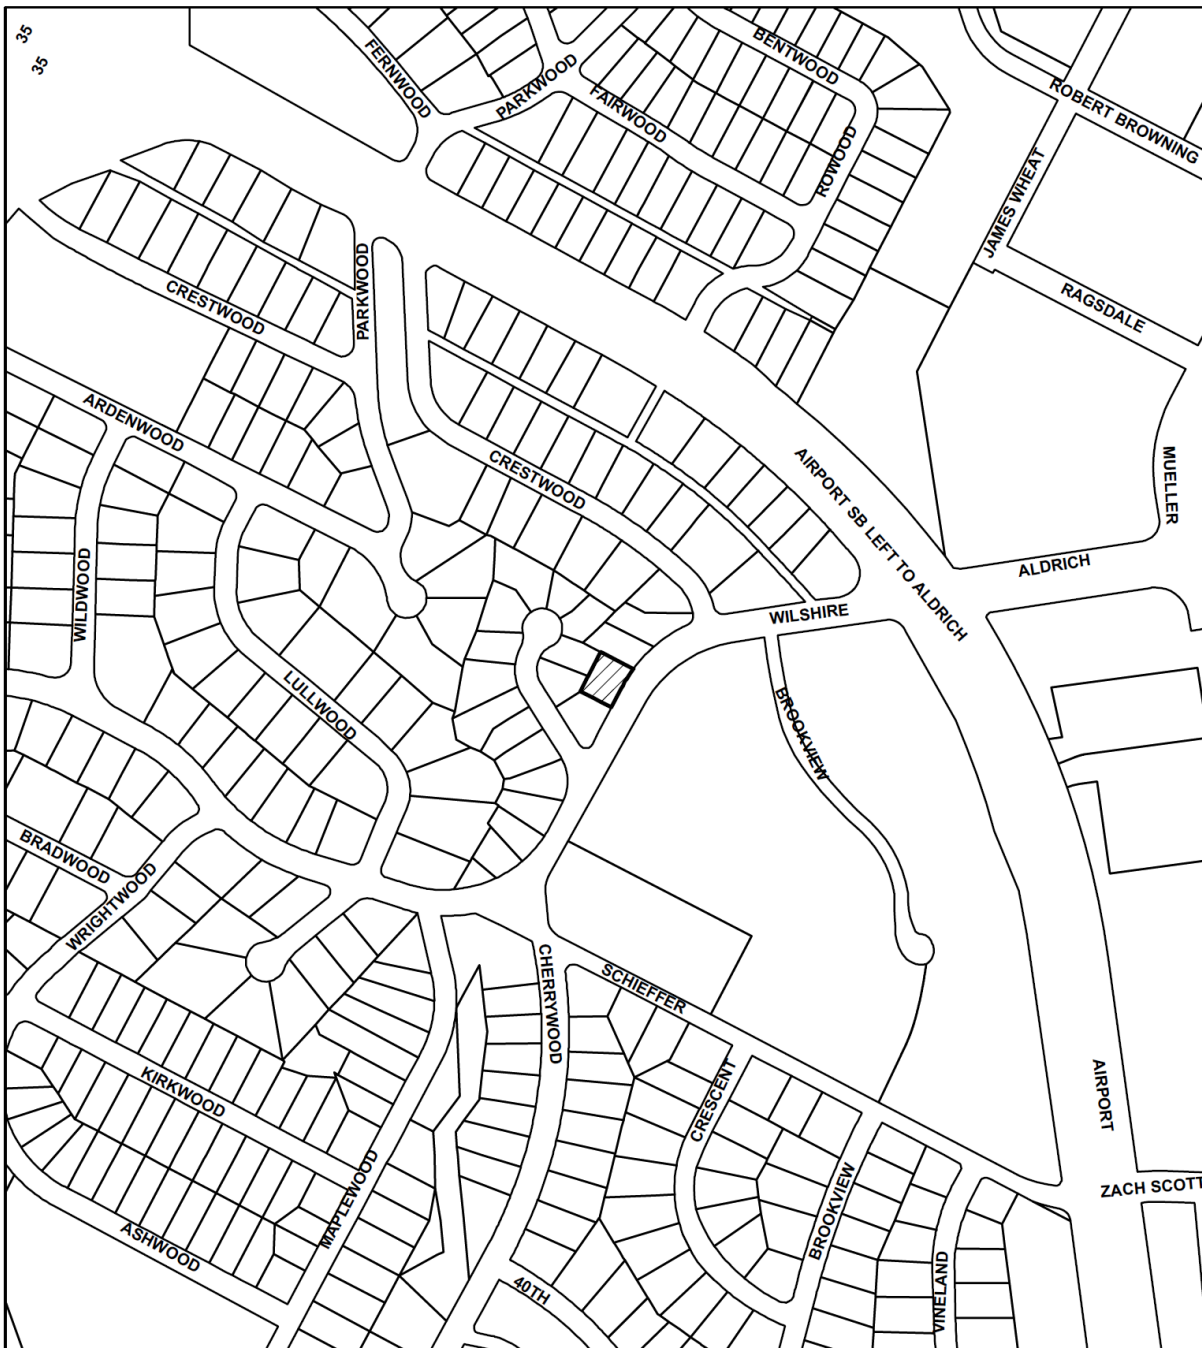 35
35
FERNWOOD
PARKWOOD
BENTWOOD
FAIRWOOD
ROWOOD
ROBERT BROWNING
JAMES WHEAT
RAGSDALE
CRESTWOOD
PARKWOOD
ARDENWOOD
CRESTWOOD
AIRPORT SB LEFT TO ALDRICH
MUELLER
ALDRICH
WILDWOOD
WILSHIRE
LULLWOOD
BROOKVIEW
BRADWOOD
WRIGHTWOOD
CHERRYWOOD
SCHIEFFER
KIRKWOOD
CRESCENT
AIRPORT
MAPLEWOOD
BROOKVIEW
ZACH SCOTT
ASHWOOD
40TH
VINELAND